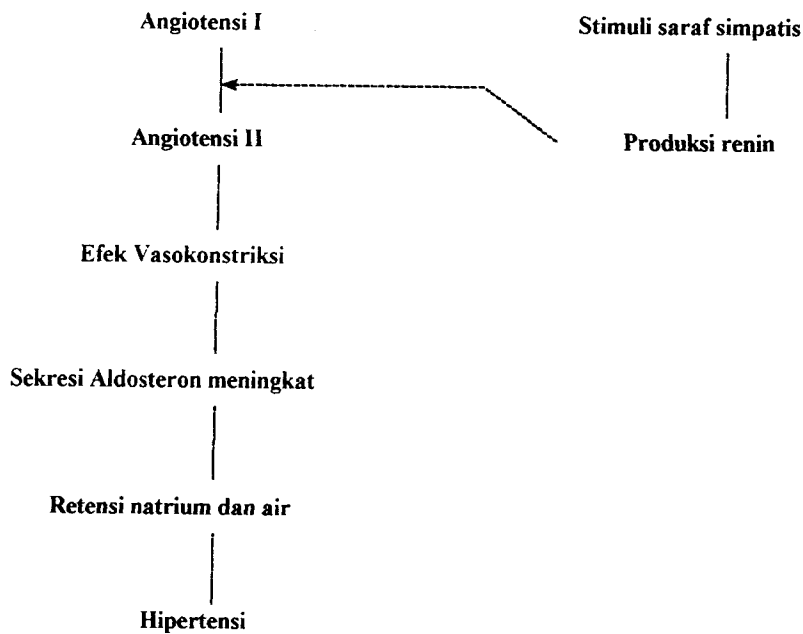 Angiotensi I
Stimuli saraf simpatis
Angiotensi II
Produksi renin
Efek Vasokonstriksi
Sekresi Aldosteron meningkat
Retensi natrium dan air
Hipertensi